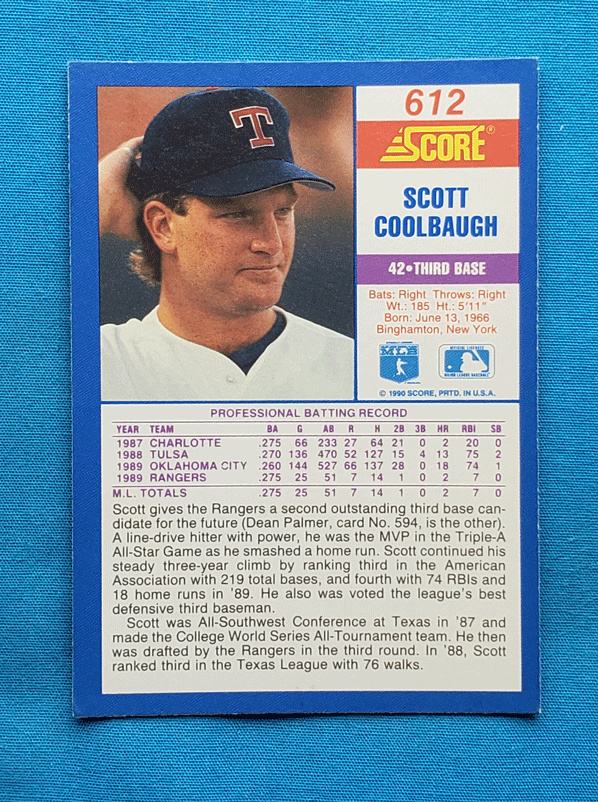 T
612
SCORE®
SCOTT
COOLBAUGH
42•THIRD BASE
Bats: Right Throws: Right
Wt.: 185 Ht.: 5'11"
Born: June 13, 1966
Binghamton, New York
MLB
© 1990 SCORE, PRTD. IN U.S.A.
PROFESSIONAL BATTING RECORD
YEAR TEAM BA G AB R H 2B 3B HR RBI SB
1987 CHARLOTTE .275 66 233 27 64 21 0 2 20 0
1988 TULSA .270 136 470 52 127 15 4 13 75 2
1989 OKLAHOMA CITY .260 144 527 66 137 28 0 18 74 1
1989 RANGERS .275 25 51 7 14 1 0 2 7 0
M.L. TOTALS .275 25 51 7 14 1 0 2 7 0
Scott gives the Rangers a second outstanding third base can-
didate for the future (Dean Palmer, card No. 594, is the other).
A line-drive hitter with power, he was the MVP in the Triple-A
All-Star Game as he smashed a home run. Scott continued his
steady three-year climb by ranking third in the American
Association with 219 total bases, and fourth with 74 RBIs and
18 home runs in '89. He also was voted the league's best
defensive third baseman.
Scott was All-Southwest Conference at Texas in '87 and
made the College World Series All-Tournament team. He then
was drafted by the Rangers in the third round. In '88, Scott
ranked third in the Texas League with 76 walks.